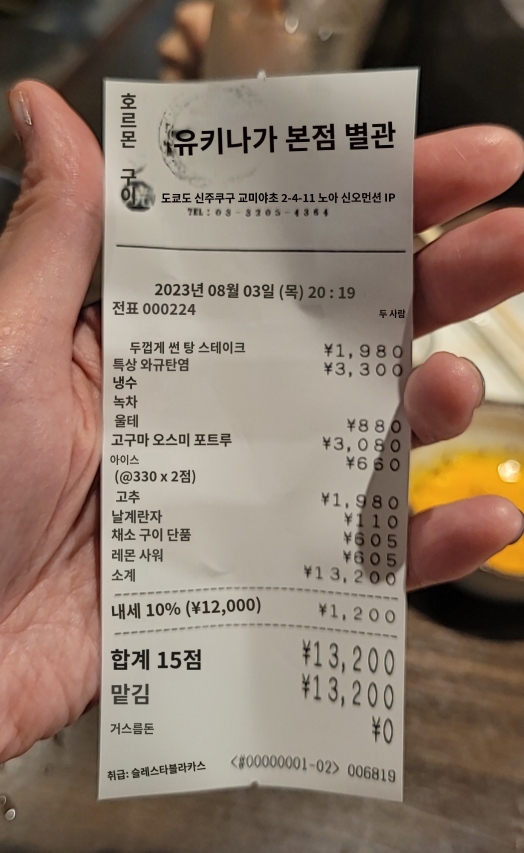 호르몬 구이
유키나가 본점 별관
도쿄도 신주쿠구 교미야초 2-4-11 노아 신오먼션 IP
TEL:03-3205-4364
2023년 08월 03일 (목) 20 : 19
전표 000224 두 사람
두껍게 썬 탕 스테이크 ¥1,980
특상 와규탄염 ¥3,300
냉수
녹차
울테 ¥880
고구마 오스미 포트루 ¥3,080
아이스 ¥660
(@330 x 2점)
고추 ¥1,980
날계란자 ¥110
채소 구이 단품 ¥605
레몬 사워 ¥605
소계 ¥13,200
내세 10% (¥12,000) ¥1,200
합계 15점 ¥13,200
맡김 ¥13,200
거스름돈 ¥0
취급: 슬레스타블라카스 <#00000001-02> 006819